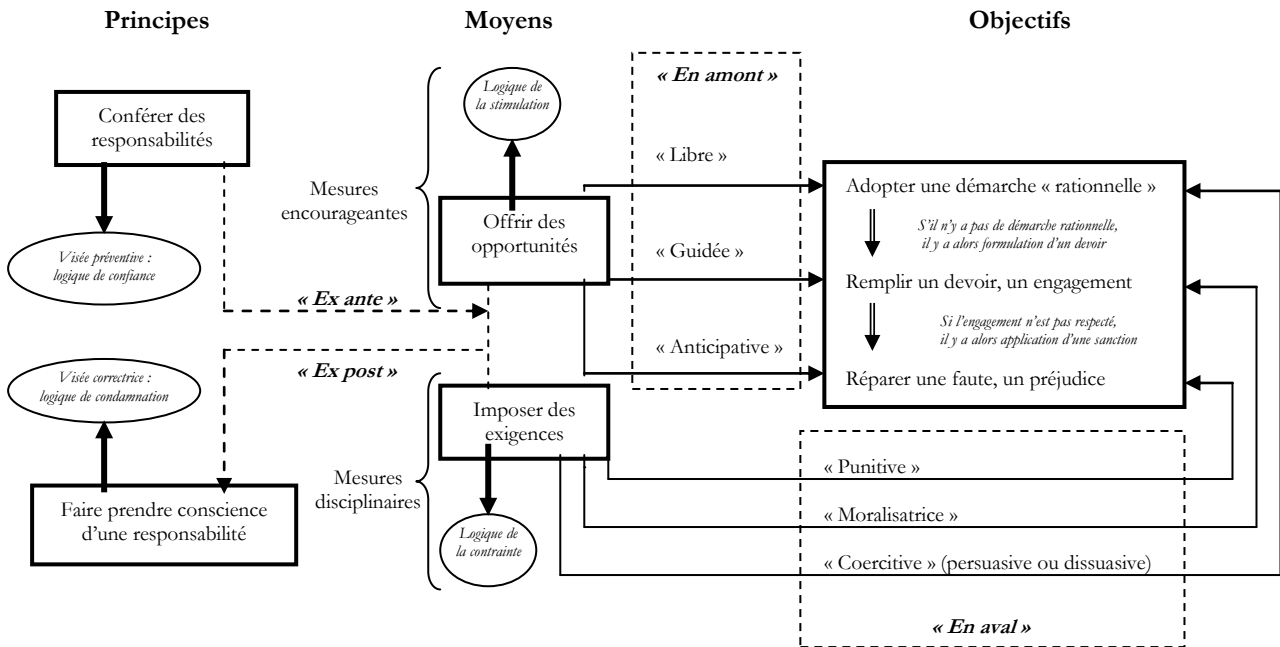 Principes
Moyens
Objectifs
Conférer des
responsabilités
Visée préventive :
logique de confiance
« Ex ante »
Visée correctrice :
logique de condamnation
« Ex post »
Faire prendre conscience
d’une responsabilité
Mesures
encourageantes
Logique de
la stimulation
Offrir des
opportunités
Imposer des
exigences
Mesures
disciplinaires
Logique de
la contrainte
« En amont »
« Libre »
« Guidée »
« Anticipative »
Adopter une démarche « rationnelle »
S’il n’y a pas de démarche rationnelle,
il y a alors formulation d’un devoir
Remplir un devoir, un engagement
Si l’engagement n’est pas respecté,
il y a alors application d’une sanction
Réparer une faute, un préjudice
« Punitive »
« Moralisatrice »
« Coercitive » (persuasive ou dissuasive)
« En aval »